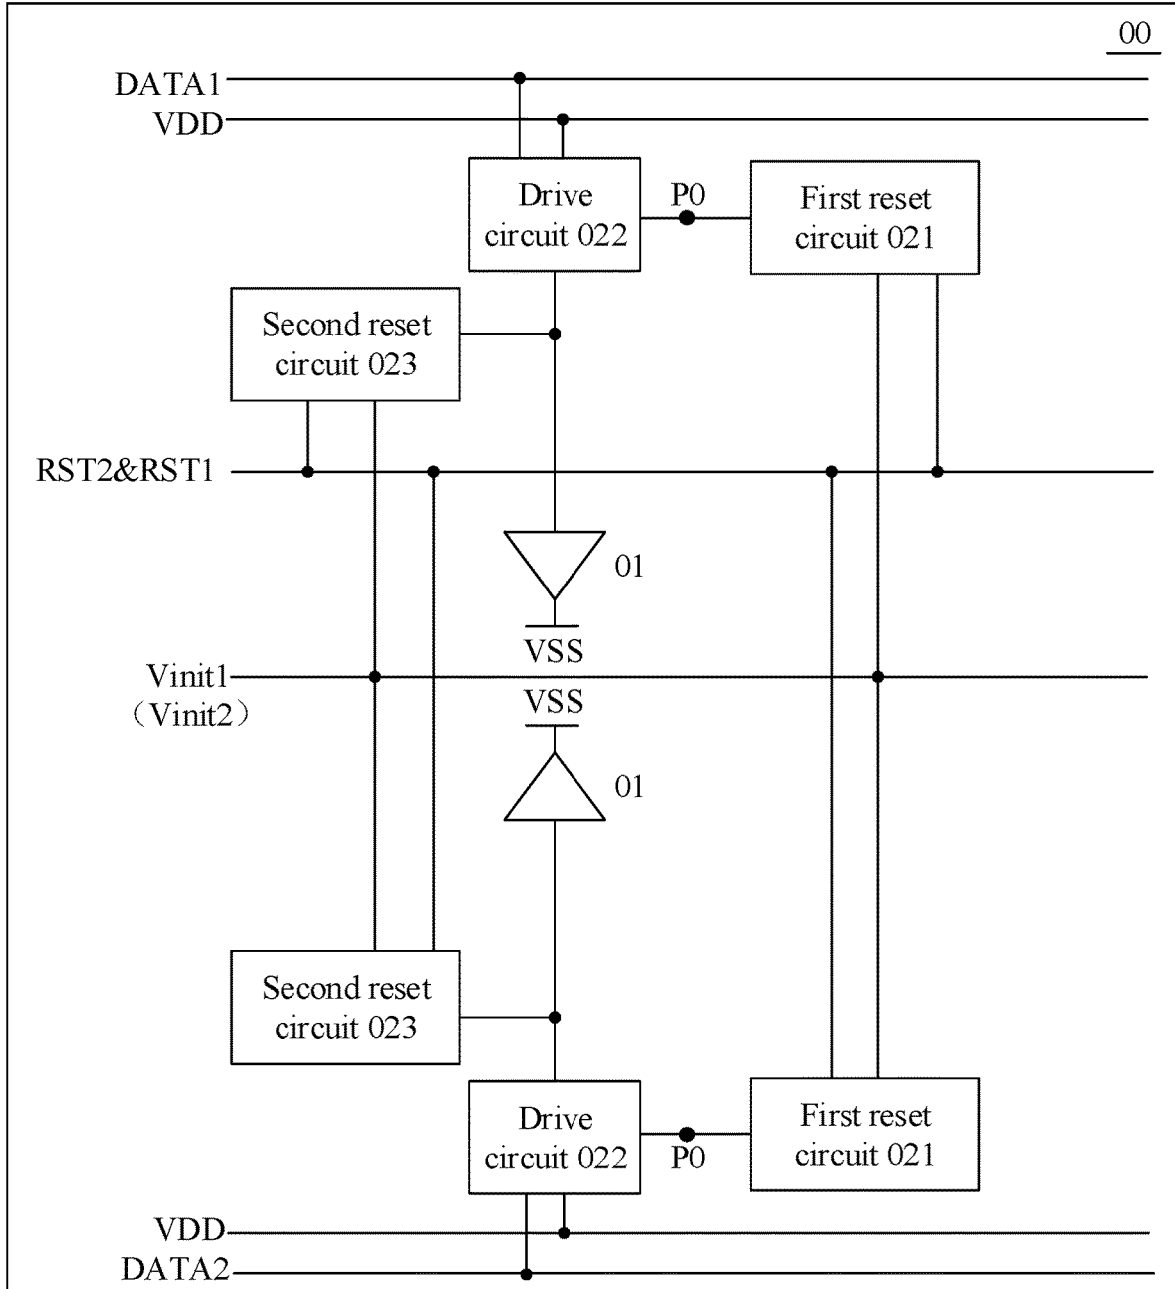 00
DATA1
VDD
Drive
circuit 022
P0
First reset
circuit 021
Second reset
circuit 023
RST2&RST1
01
VSS
Vinit1
（Vinit2）
VSS
01
Second reset
circuit 023
Drive
circuit 022
P0
First reset
circuit 021
VDD
DATA2